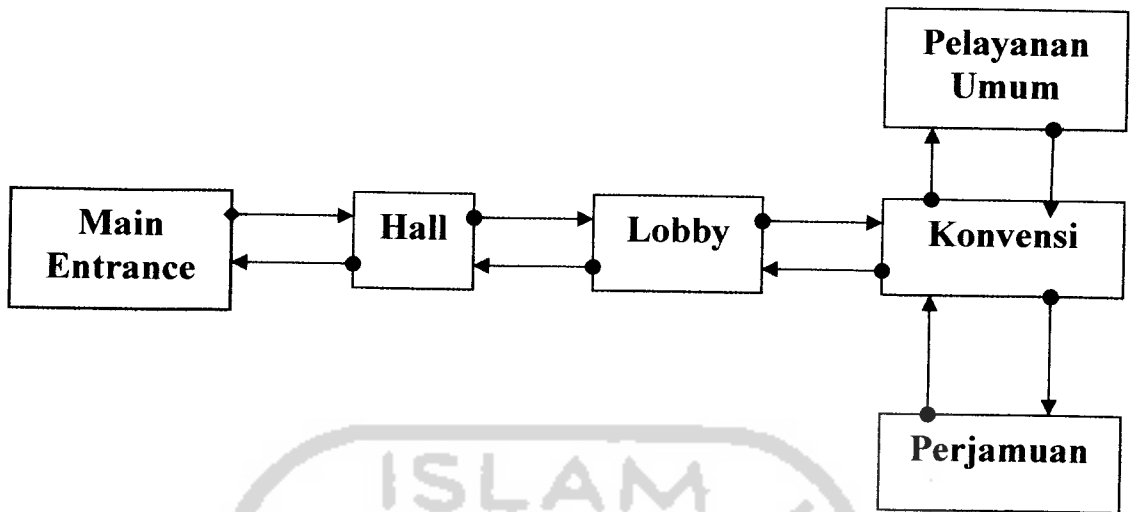 Pelayanan
Umum
Main
Entrance
Hall
Lobby
Konvensi
Perjamuan
ISLAM